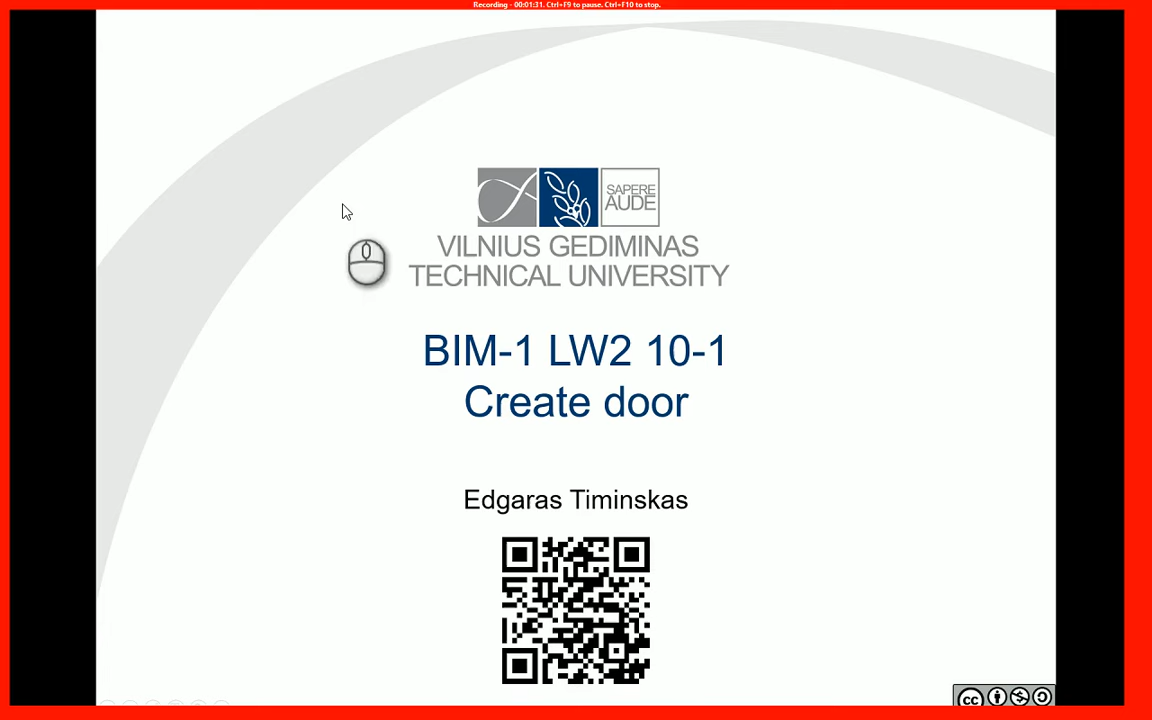 Recording - 00:01:31. Ctrl+F9 to pause. Ctrl+F10 to stop.
SAPERE
AUDE
VILNIUS GEDIMINAS
TECHNICAL UNIVERSITY
BIM-1 LW2 10-1
Create door
Edgaras Timinskas
cc